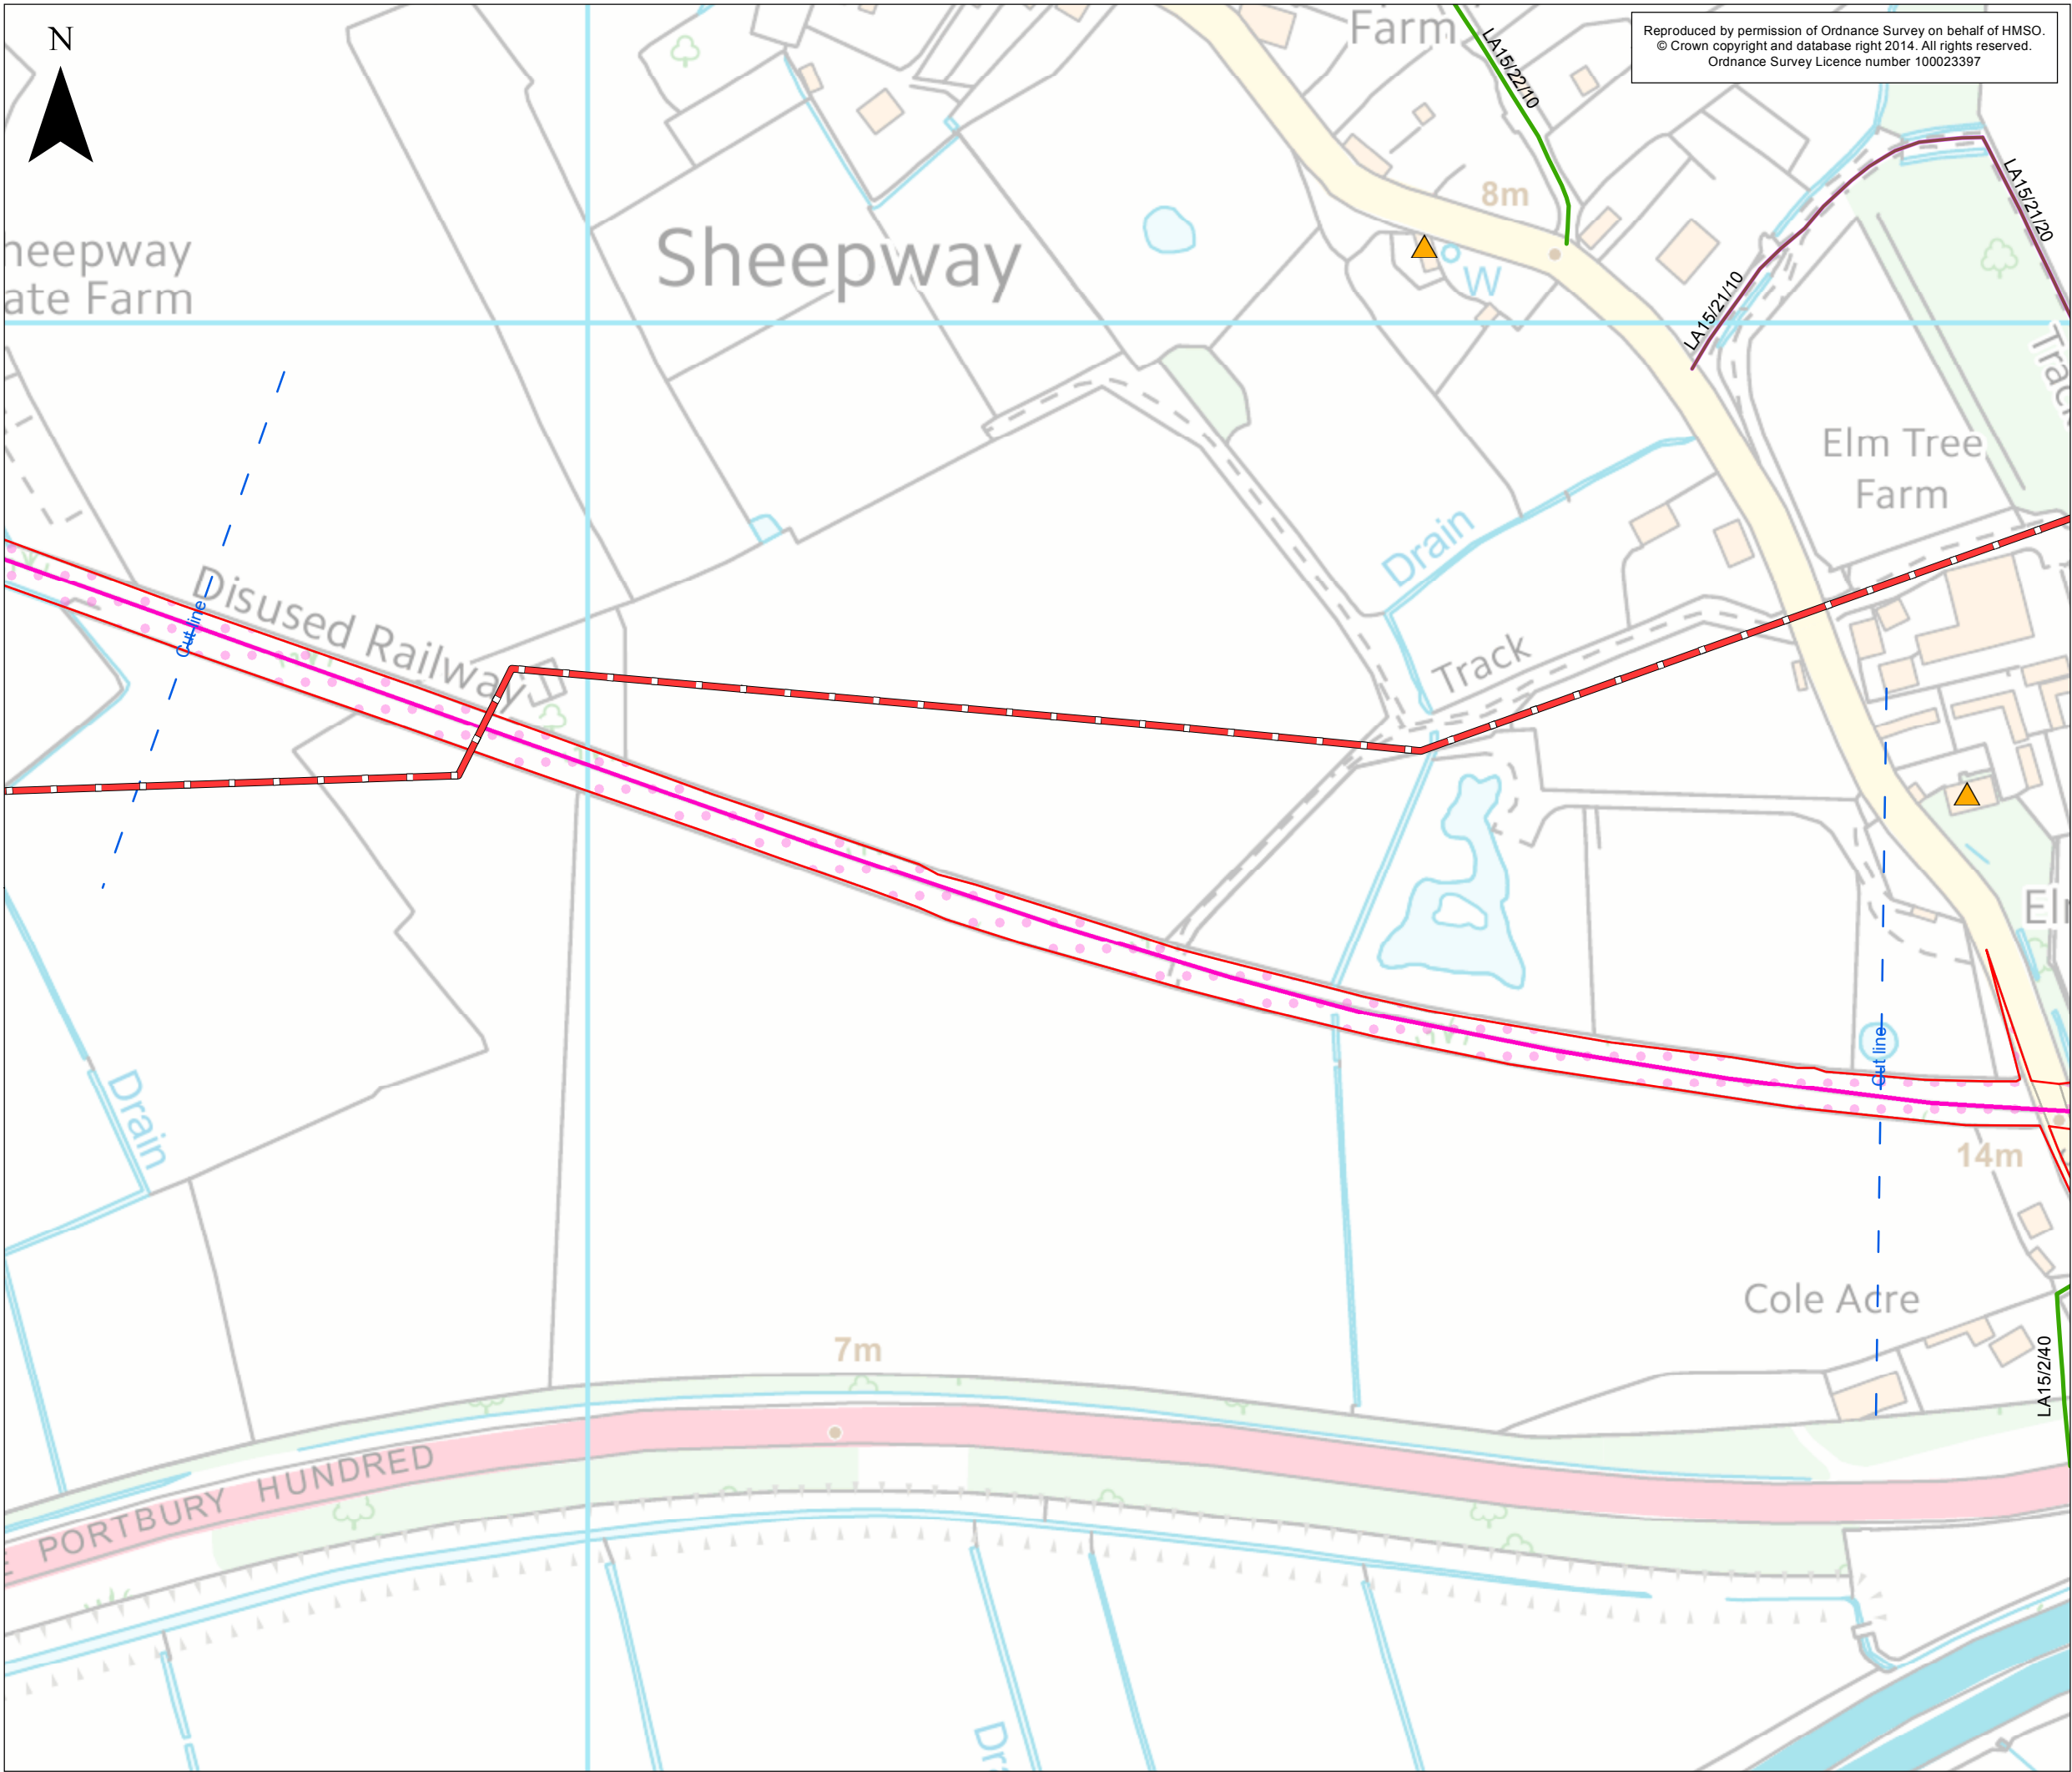 N
Farm
LA15/22/10
Reproduced by permission of Ordnance Survey on behalf of HMSO.
© Crown copyright and database right 2014. All rights reserved.
Ordnance Survey Licence number 100023397
8m
LA15/21/20
heepway
ate Farm
Sheepway
W
LA15/21/10
Track
Elm Tree
Farm
Drain
Disused Railway
Cut line
Track
Elm
Cut line
Drain
14m
Cole Acre
7m
LA15/2/40
E PORTBURY HUNDRED
Dra